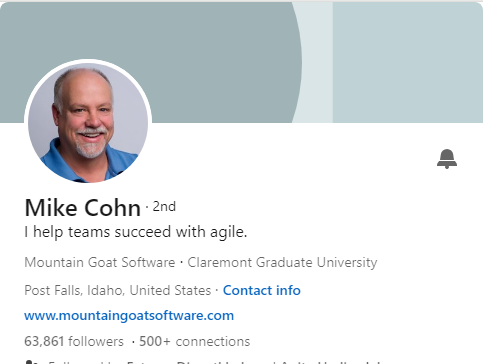 Mike Cohn · 2nd
I help teams succeed with agile.
Mountain Goat Software · Claremont Graduate University
Post Falls, Idaho, United States · Contact info
www.mountaingoatsoftware.com
63,861 followers · 500+ connections